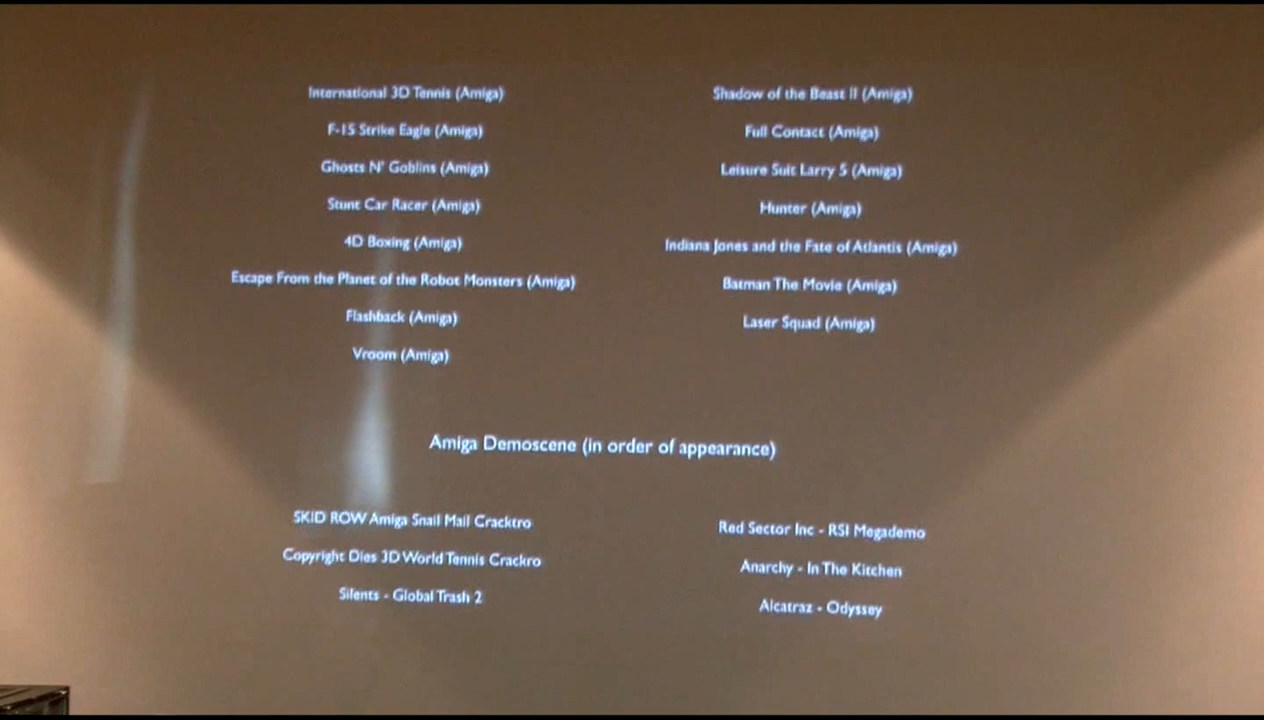 International 3D Tennis (Amiga)
F-15 Strike Eagle (Amiga)
Ghosts N' Goblins (Amiga)
Stunt Car Racer (Amiga)
4D Boxing (Amiga)
Escape From the Planet of the Robot Monsters (Amiga)
Flashback (Amiga)
Vroom (Amiga)
Shadow of the Beast II (Amiga)
Full Contact (Amiga)
Leisure Suit Larry 5 (Amiga)
Hunter (Amiga)
Indiana Jones and the Fate of Atlantis (Amiga)
Batman The Movie (Amiga)
Laser Squad (Amiga)
Amiga Demoscene (in order of appearance)
SKID ROW Amiga Snail Mail Cracktro
Copyright Dies 3D World Tennis Crackro
Silents - Global Trash 2
Red Sector Inc - RSI Megademo
Anarchy - In The Kitchen
Alcatraz - Odyssey